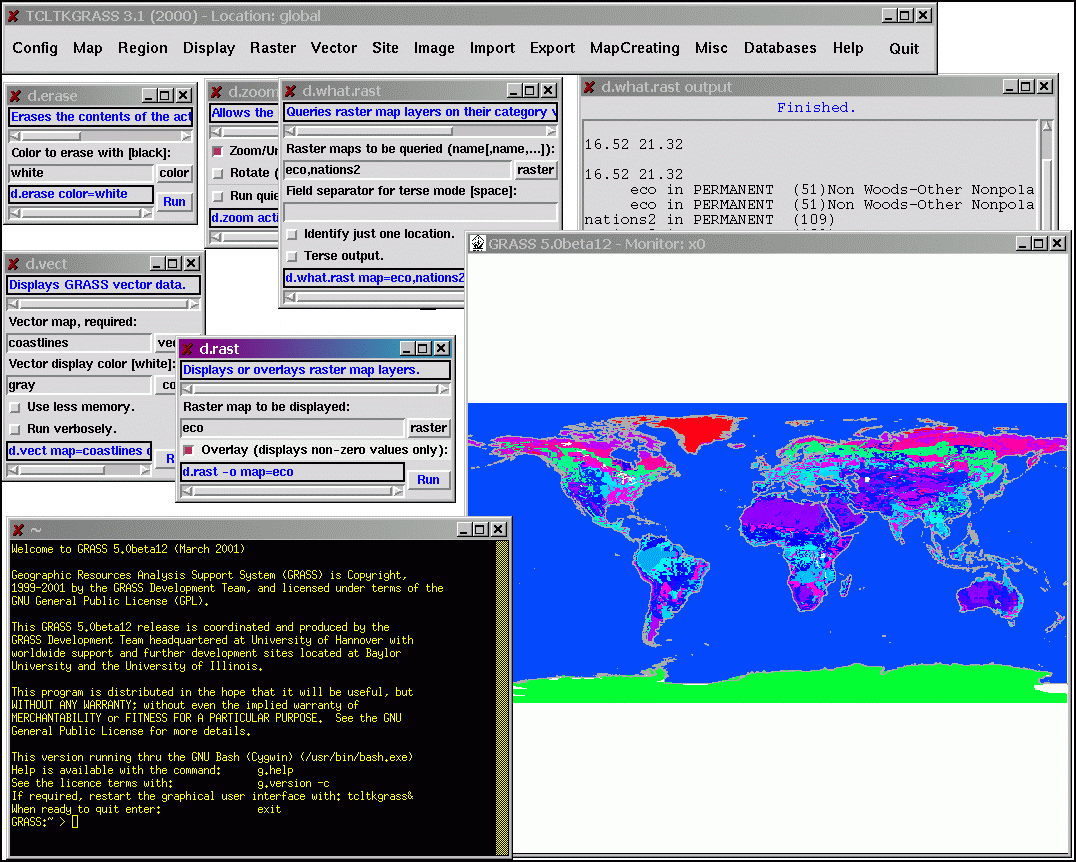 TCLTKGRASS 3.1 (2000) - Location: global
Config Map Region Display Raster Vector Site Image Import Export MapCreating Misc Databases Help Quit
d.erase
Erases the contents of the act
Color to erase with [black]:
white color
d.erase color=white
Run
d.zoom
Allows the
Zoom/Un
Rotate (
Run quie
d.zoom acti
d.what.rast
Queries raster map layers on their category v
Raster maps to be queried (name[,name,...]):
eco,nations2 raster
Field separator for terse mode [space]:
Identify just one location.
Terse output.
d.what.rast map=eco,nations2
d.what.rast output
Finished.
16.52 21.32
16.52 21.32
eco in PERMANENT (51)Non Woods-Other Nonpola
eco in PERMANENT (51)Non Woods-Other Nonpola
nations2 in PERMANENT (109)
GRASS 5.0beta12 - Monitor: x0
d.vect
Displays GRASS vector data.
Vector map, required:
coastlines vec
Vector display color [white]:
gray co
Use less memory.
Run verbosely.
d.vect map=coastlines c
R
d.rast
Displays or overlays raster map layers.
Raster map to be displayed:
eco raster
Overlay (displays non-zero values only):
d.rast -o map=eco
Run
~
Welcome to GRASS 5.0beta12 (March 2001)
Geographic Resources Analysis Support System (GRASS) is Copyright,
1999-2001 by the GRASS Development Team, and licensed under terms of the
GNU General Public License (GPL).
This GRASS 5.0beta12 release is coordinated and produced by the
GRASS Development Team headquartered at University of Hannover with
worldwide support and further development sites located at Baylor
University and the University of Illinois.
This program is distributed in the hope that it will be useful, but
WITHOUT ANY WARRANTY; without even the implied warranty of
MERCHANTABILITY or FITNESS FOR A PARTICULAR PURPOSE. See the GNU
General Public License for more details.
This version running thru the GNU Bash (Cygwin) (/usr/bin/bash.exe)
Help is available with the command: g.help
See the licence terms with: g.version -c
If required, restart the graphical user interface with: tcltkgrass&
When ready to quit enter: exit
GRASS:~ >